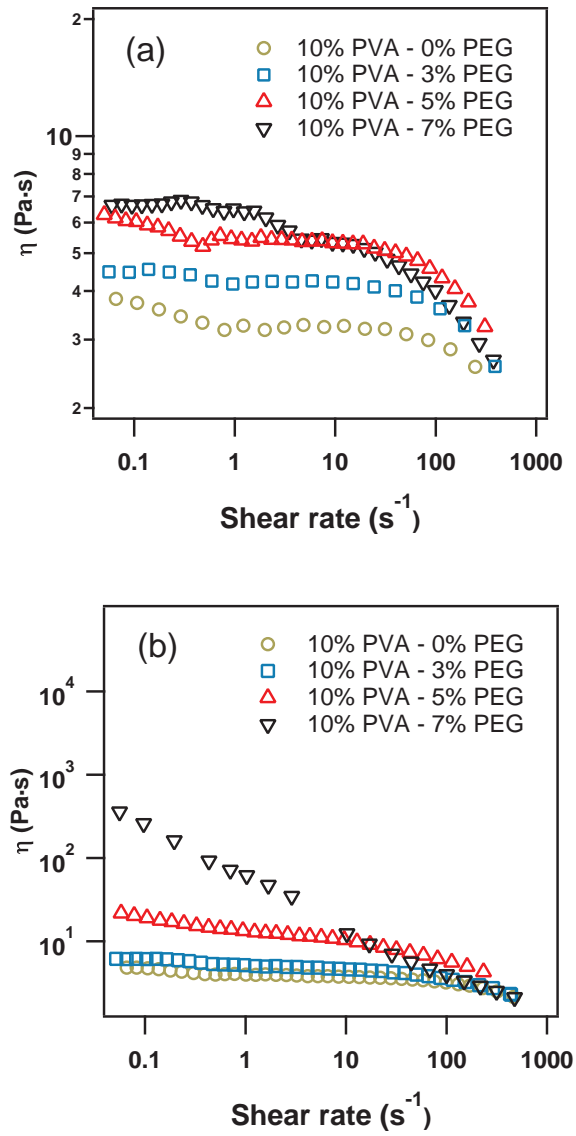 (a)
10% PVA - 0% PEG
10% PVA - 3% PEG
10% PVA - 5% PEG
10% PVA - 7% PEG
η (Pa·s)
2
10
9
8
7
6
5
4
3
2
0.1 1 10 100 1000
Shear rate (s⁻¹)
(b)
10% PVA - 0% PEG
10% PVA - 3% PEG
10% PVA - 5% PEG
10% PVA - 7% PEG
η (Pa·s)
10⁴
10³
10²
10¹
0.1 1 10 100 1000
Shear rate (s⁻¹)